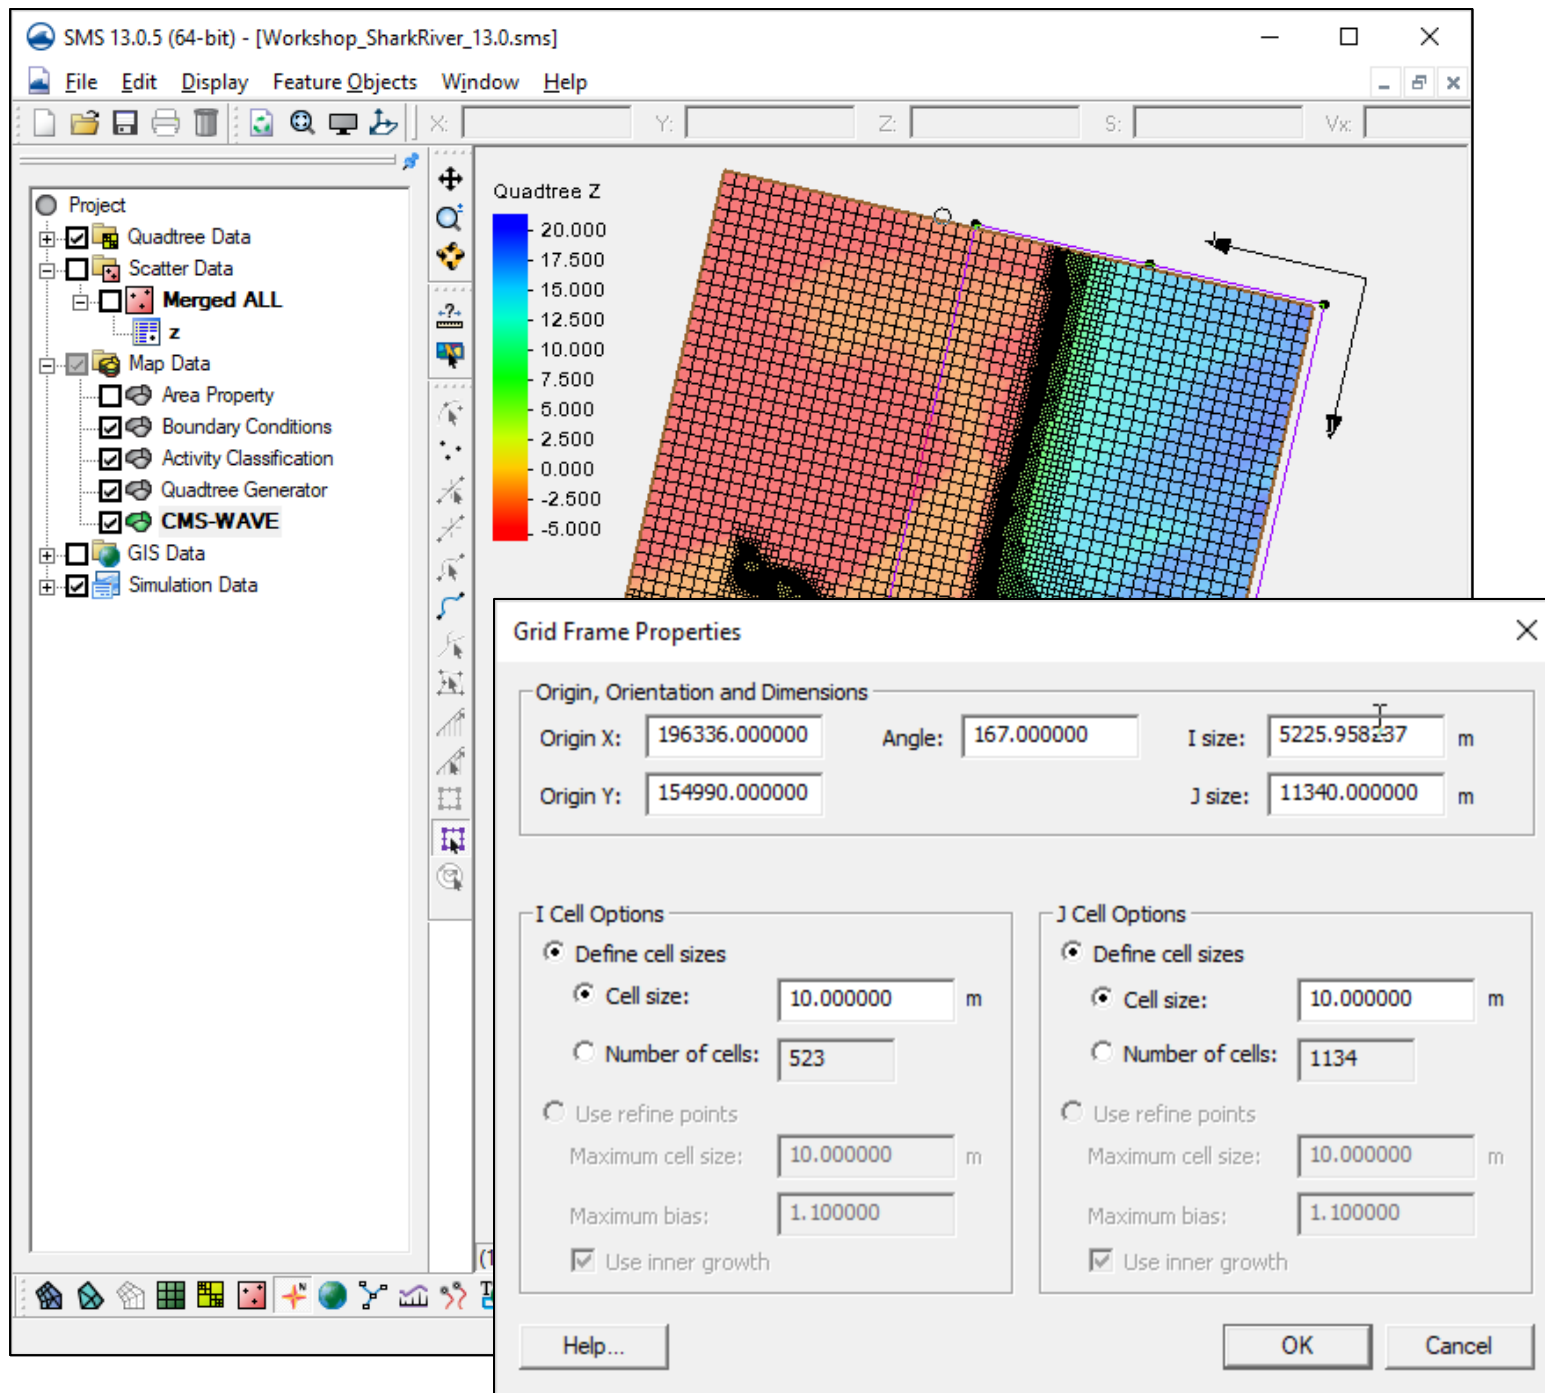 SMS 13.0.5 (64-bit) - [Workshop_SharkRiver_13.0.sms]
File Edit Display Feature Objects Window Help
X: Y: Z: S: Vx:
Project
Quadtree Data
Scatter Data
Merged ALL
z
Map Data
Area Property
Boundary Conditions
Activity Classification
Quadtree Generator
CMS-WAVE
GIS Data
Simulation Data
Quadtree Z
20.000
17.500
15.000
12.500
10.000
7.500
5.000
2.500
0.000
-2.500
-5.000
Grid Frame Properties
Origin, Orientation and Dimensions
Origin X: 196336.000000 Angle: 167.000000 I size: 5225.958237 m
Origin Y: 154990.000000 J size: 11340.000000 m
I Cell Options
Define cell sizes
Cell size: 10.000000 m
Number of cells: 523
Use refine points
Maximum cell size: 10.000000 m
Maximum bias: 1.100000
Use inner growth
J Cell Options
Define cell sizes
Cell size: 10.000000 m
Number of cells: 1134
Use refine points
Maximum cell size: 10.000000 m
Maximum bias: 1.100000
Use inner growth
Help... OK Cancel